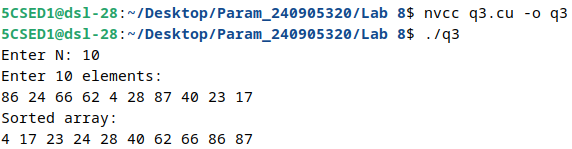 5CSED1@dsl-28:~/Desktop/Param_240905320/Lab 8$ nvcc q3.cu -o q3
5CSED1@dsl-28:~/Desktop/Param_240905320/Lab 8$ ./q3
Enter N: 10
Enter 10 elements:
86 24 66 62 4 28 87 40 23 17
Sorted array:
4 17 23 24 28 40 62 66 86 87